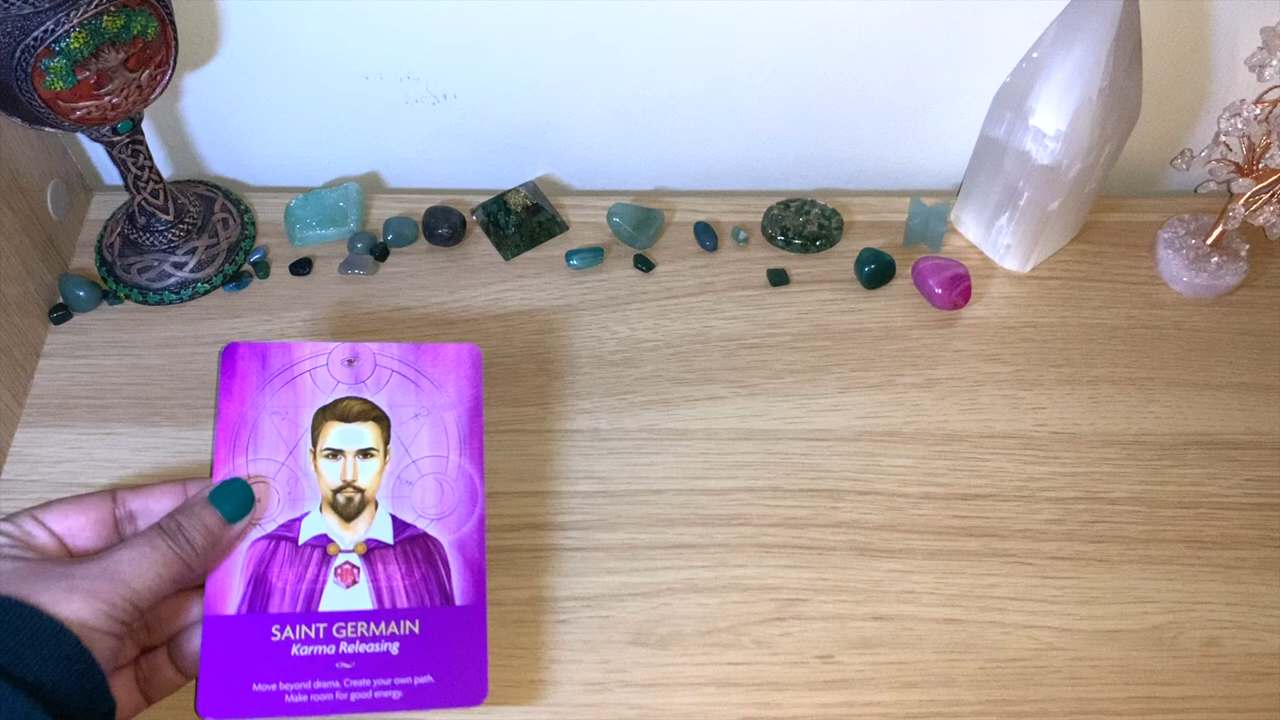 SAINT GERMAIN
Karma Releasing
Move beyond drama. Create your own path.
Make room for good energy.